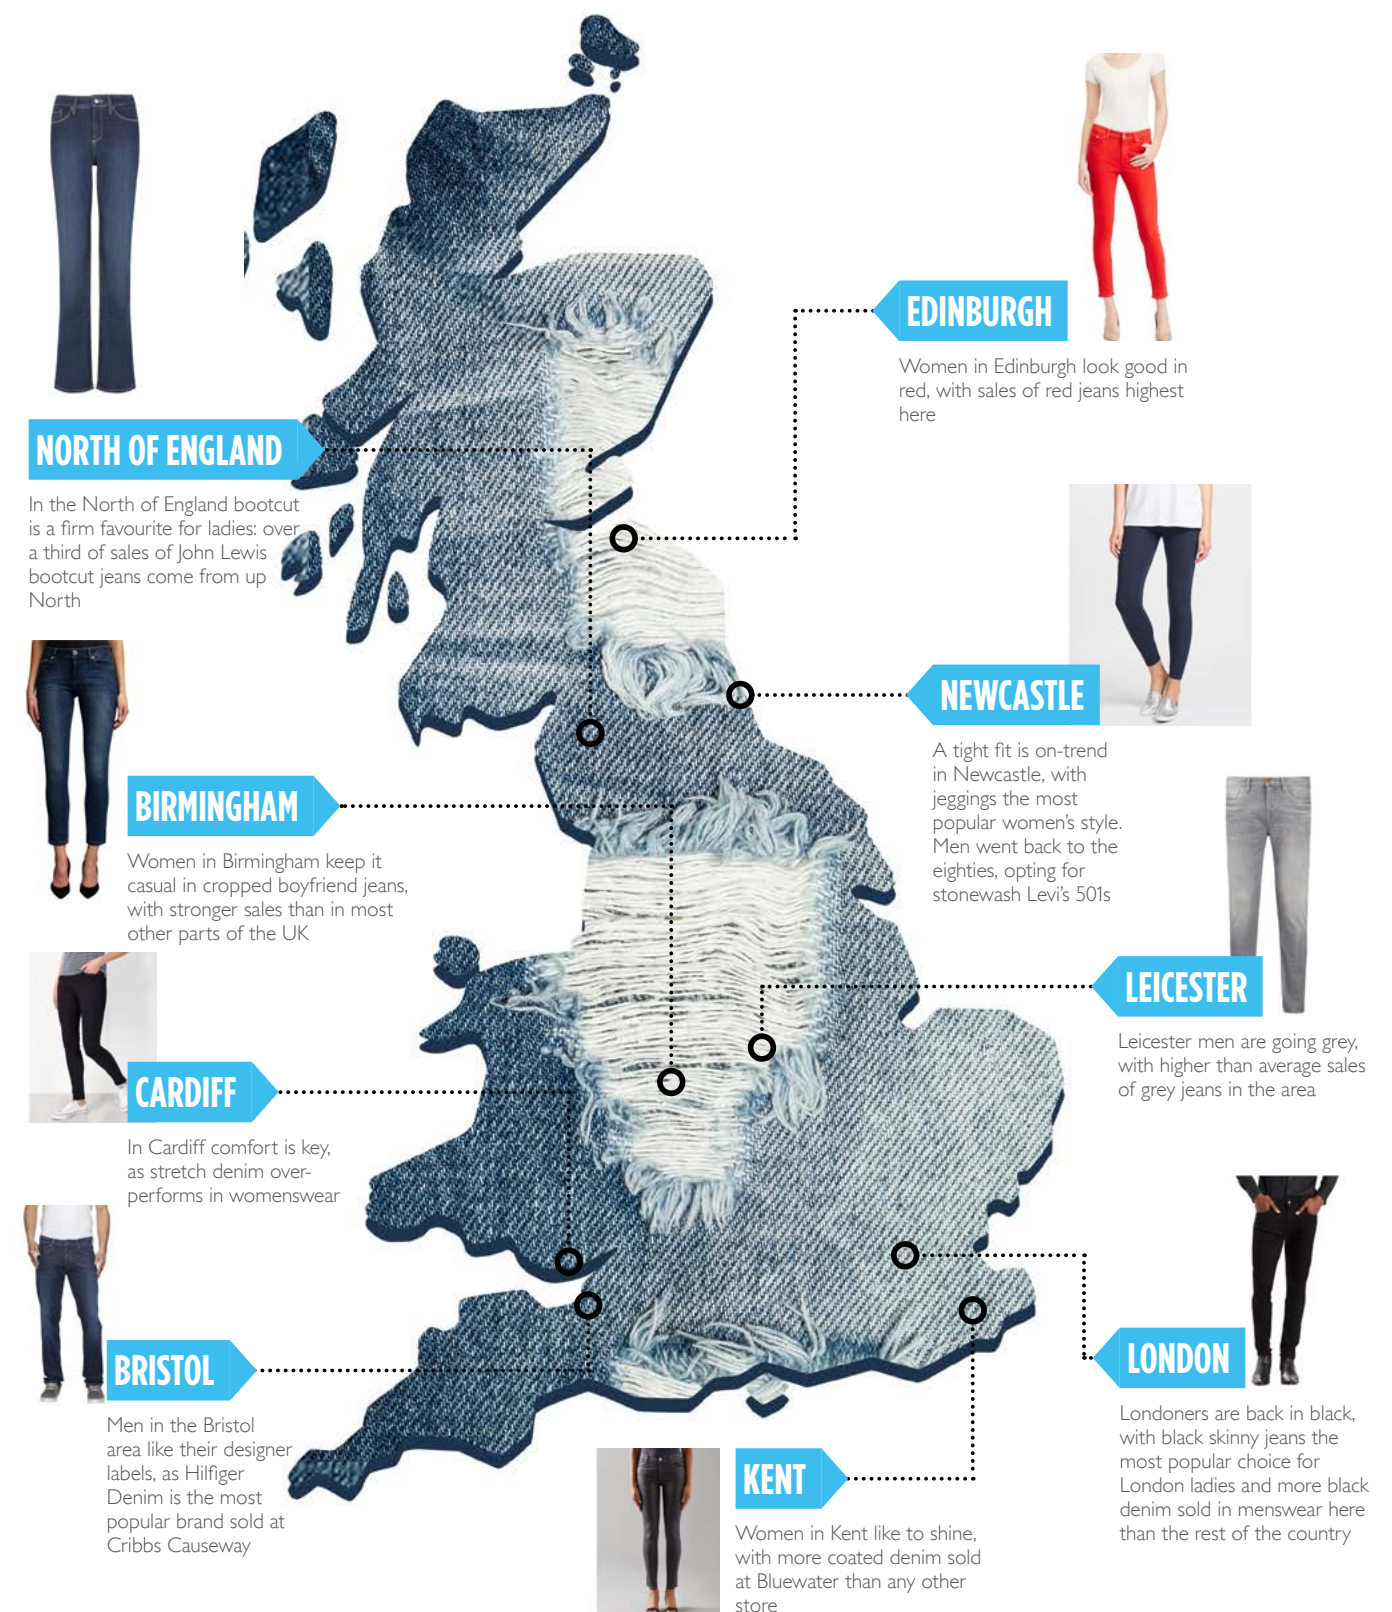 EDINBURGH
Women in Edinburgh look good in
red, with sales of red jeans highest
here
NORTH OF ENGLAND
In the North of England bootcut
is a firm favourite for ladies: over
a third of sales of John Lewis
bootcut jeans come from up
North
NEWCASTLE
A tight fit is on-trend
in Newcastle, with
jeggings the most
popular women's style.
Men went back to the
eighties, opting for
stonewash Levi's 501s
BIRMINGHAM
Women in Birmingham keep it
casual in cropped boyfriend jeans,
with stronger sales than in most
other parts of the UK
LEICESTER
Leicester men are going grey,
with higher than average sales
of grey jeans in the area
CARDIFF
In Cardiff comfort is key,
as stretch denim over-
performs in womenswear
BRISTOL
Men in the Bristol
area like their designer
labels, as Hilfiger
Denim is the most
popular brand sold at
Cribbs Causeway
LONDON
Londoners are back in black,
with black skinny jeans the
most popular choice for
London ladies and more black
denim sold in menswear here
than the rest of the country
KENT
Women in Kent like to shine,
with more coated denim sold
at Bluewater than any other
store